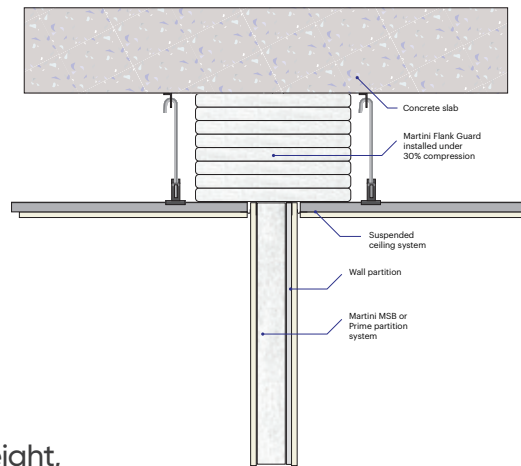 Concrete slab
Martini Flank Guard
installed under
30% compression
Suspended
ceiling system
Wall partition
Martini MSB or
Prime partition
system